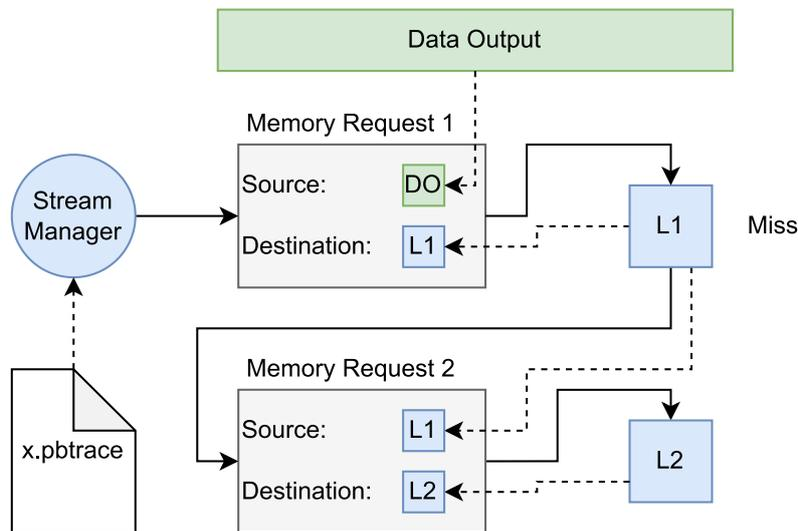 Data Output
Memory Request 1
Stream
Manager
Source:
DO
Destination:
L1
L1
Miss
Memory Request 2
x.pbtrace
Source:
L1
Destination:
L2
L2